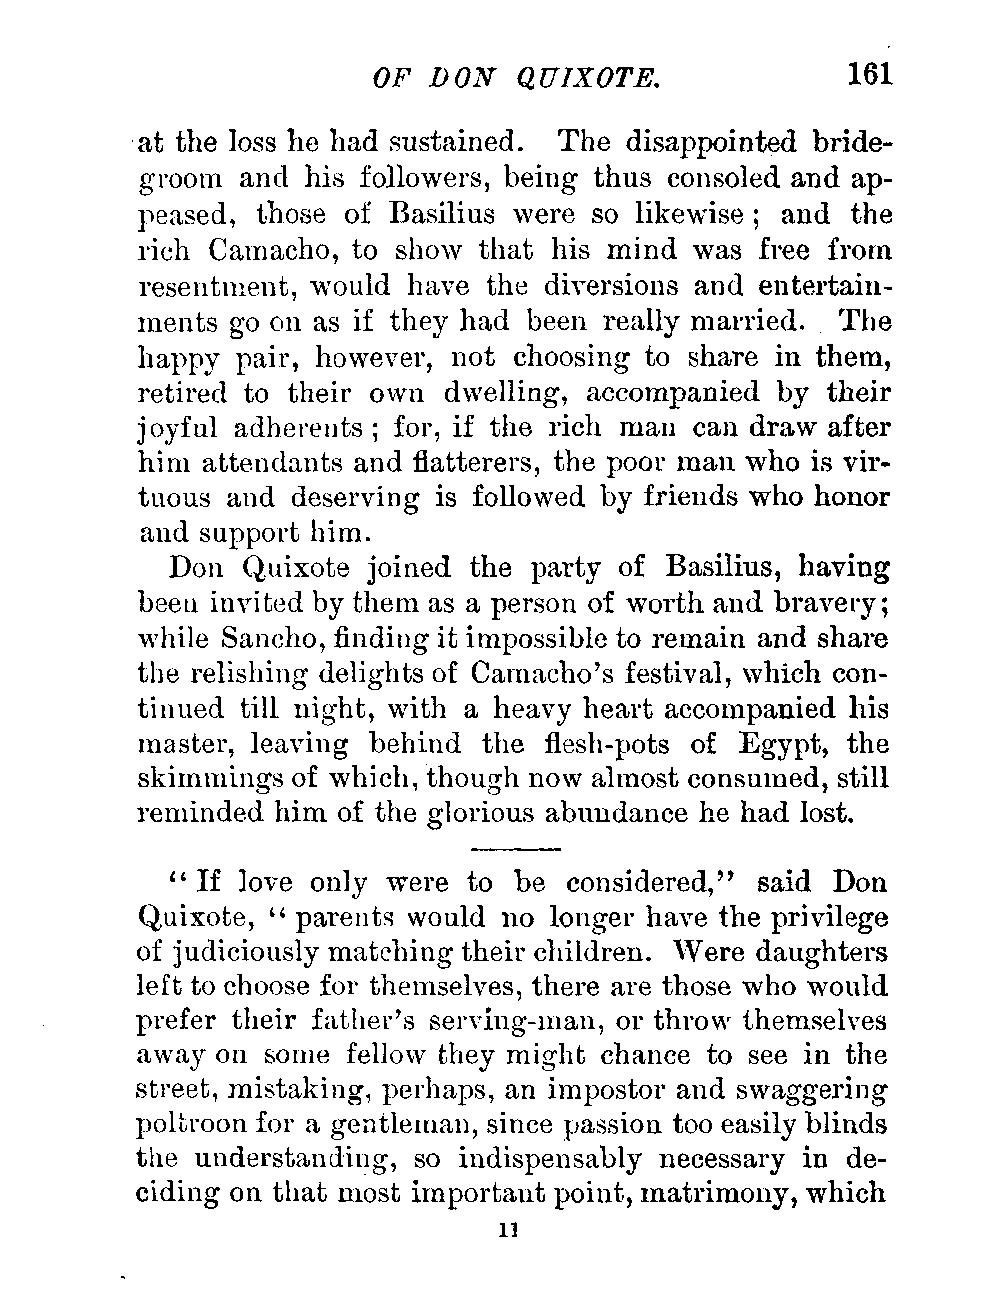 OF DON QUIXOTE. 161
at the loss he had sustained. The disappointed bride-
groom and his followers, being thus consoled and ap-
peased, those of Basilius were so likewise; and the
rich Camacho, to show that his mind was free from
resentment, would have the diversions and entertain-
ments go on as if they had been really married. The
happy pair, however, not choosing to share in them,
retired to their own dwelling, accompanied by their
joyful adherents; for, if the rich man can draw after
him attendants and flatterers, the poor man who is vir-
tuous and deserving is followed by friends who honor
and support him.
Don Quixote joined the party of Basilius, having
been invited by them as a person of worth and bravery;
while Sancho, finding it impossible to remain and share
the relishing delights of Camacho's festival, which con-
tinued till night, with a heavy heart accompanied his
master, leaving behind the flesh-pots of Egypt, the
skimmings of which, though now almost consumed, still
reminded him of the glorious abundance he had lost.
"If love only were to be considered," said Don
Quixote, "parents would no longer have the privilege
of judiciously matching their children. Were daughters
left to choose for themselves, there are those who would
prefer their father's serving-man, or throw themselves
away on some fellow they might chance to see in the
street, mistaking, perhaps, an impostor and swaggering
poltroon for a gentleman, since passion too easily blinds
the understanding, so indispensably necessary in de-
ciding on that most important point, matrimony, which
11